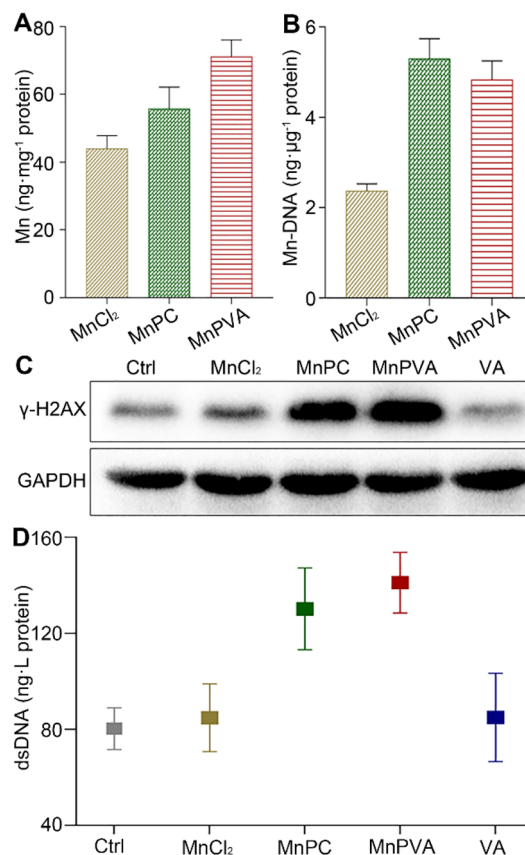 A
Mn (ng·mg⁻¹ protein)
80
60
40
20
0
MnCl₂
MnPC
MnPVA
B
Mn-DNA (ng·µg⁻¹ protein)
6
4
2
0
MnCl₂
MnPC
MnPVA
C
Ctrl MnCl₂ MnPC MnPVA VA
γ-H2AX
GAPDH
D
dsDNA (ng·L protein)
160
120
80
40
Ctrl MnCl₂ MnPC MnPVA VA